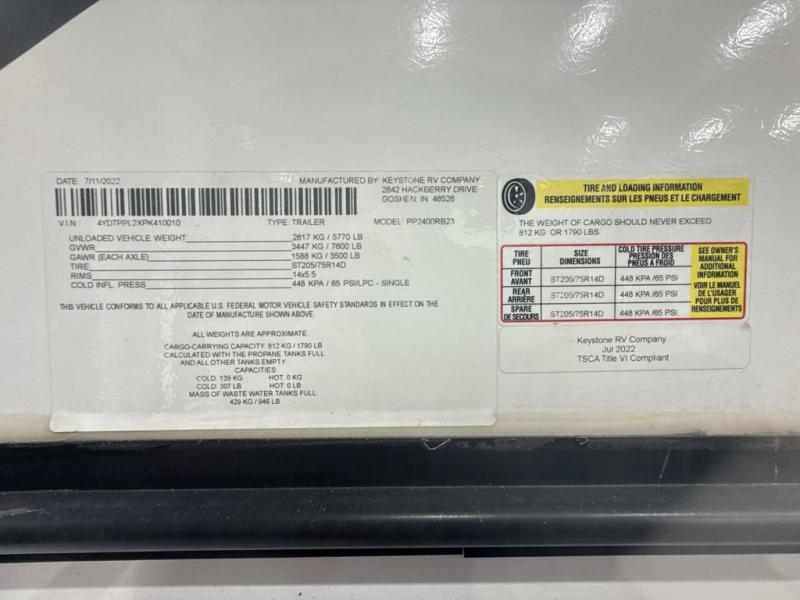 DATE: 7/11/2022 MANUFACTURED BY: KEYSTONE RV COMPANY
2642 HACKBERRY DRIVE
GOSHEN, IN 46526
V.I.N. 4YDTPPL2XPK410010 TYPE: TRAILER MODEL: PP2400RB23
UNLOADED VEHICLE WEIGHT 2617 KG / 5770 LB
GVWR 3447 KG / 7600 LB
GAWR (EACH AXLE) 1588 KG / 3500 LB
TIRE ST205/75R14D
RIMS 14x5.5
COLD INFL. PRESS 448 KPA / 65 PSI/LPC - SINGLE
THIS VEHICLE CONFORMS TO ALL APPLICABLE U.S. FEDERAL MOTOR VEHICLE SAFETY STANDARDS IN EFFECT ON THE
DATE OF MANUFACTURE SHOWN ABOVE.
ALL WEIGHTS ARE APPROXIMATE.
CARGO-CARRYING CAPACITY: 812 KG / 1790 LB
CALCULATED WITH THE PROPANE TANKS FULL
AND ALL OTHER TANKS EMPTY.
CAPACITIES
COLD: 139 KG HOT: 0 KG
COLD: 307 LB HOT: 0 LB
MASS OF WASTE WATER TANKS FULL:
429 KG / 946 LB
TIRE AND LOADING INFORMATION
RENSEIGNEMENTS SUR LES PNEUS ET LE CHARGEMENT
THE WEIGHT OF CARGO SHOULD NEVER EXCEED
812 KG OR 1790 LBS
TIRE
PNEU
SIZE
DIMENSIONS
COLD TIRE PRESSURE
PRESSION DES
PNEUS A FROID
FRONT
AVANT
ST205/75R14D
448 KPA /65 PSI
REAR
ARRIÈRE
ST205/75R14D
448 KPA /65 PSI
SPARE
DE SECOURS
ST205/75R14D
448 KPA /65 PSI
SEE OWNER'S
MANUAL FOR
ADDITIONAL
INFORMATION
VOIR LE MANUEL
DE L'USAGER
POUR PLUS DE
RENSEIGNEMENTS
Keystone RV Company
Jul 2022
TSCA Title VI Compliant